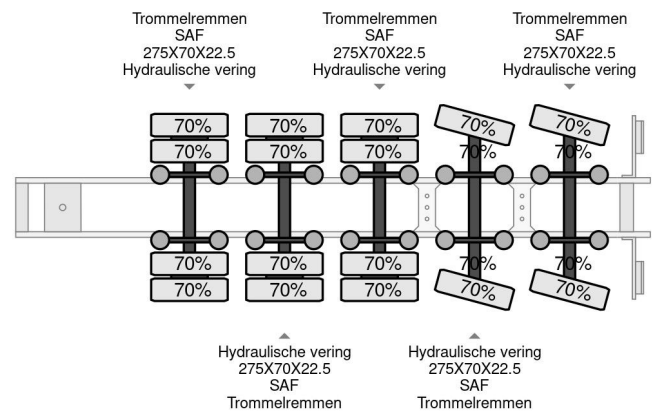 Trommelremmen
SAF
275X70X22.5
Hydraulische vering
Trommelremmen
SAF
275X70X22.5
Hydraulische vering
Trommelremmen
SAF
275X70X22.5
Hydraulische vering
70% 70% 70% 70% 70%
70% 70% 70% 70% 70%
70% 70% 70% 70% 70%
70% 70% 70% 70% 70%
Hydraulische vering
275X70X22.5
SAF
Trommelremmen
Hydraulische vering
275X70X22.5
SAF
Trommelremmen